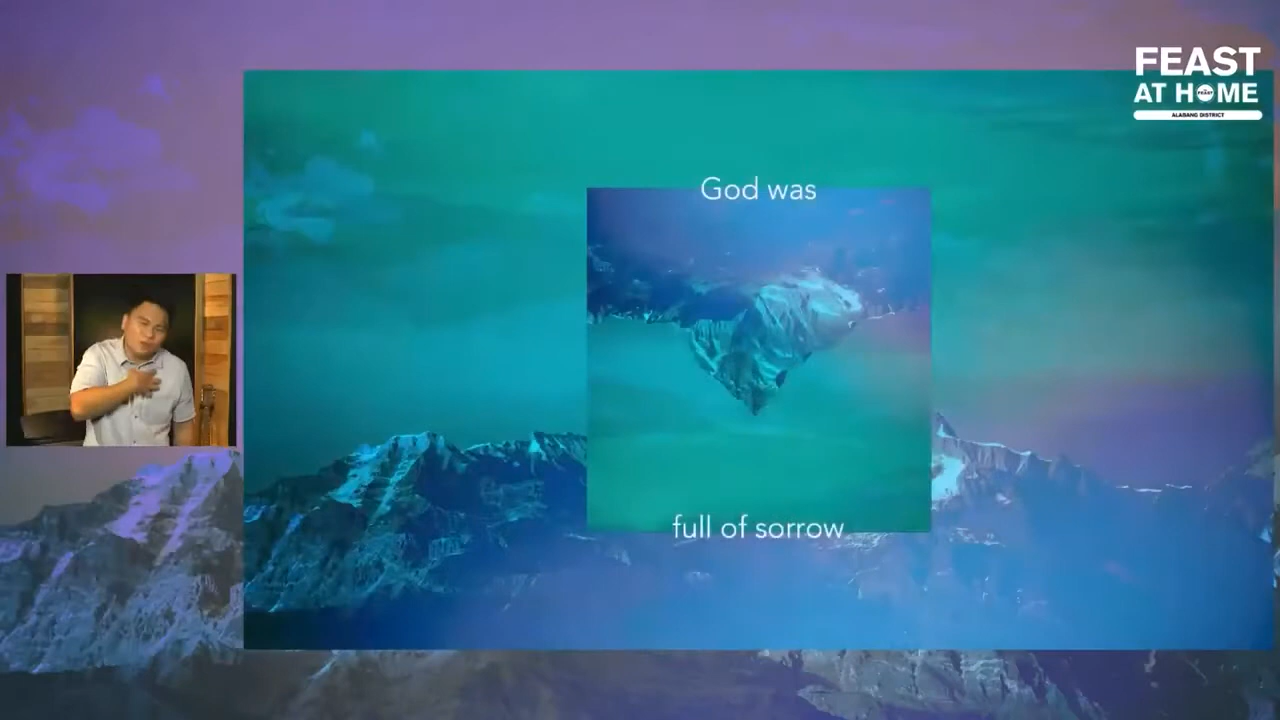 FEAST
AT HOME
ALABANG DISTRICT
God was
full of sorrow